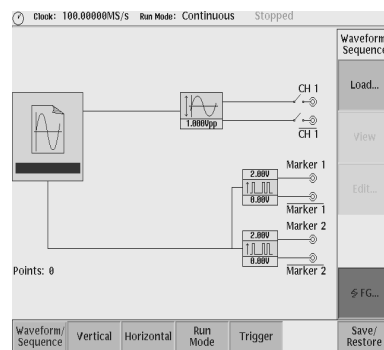 Clock: 100.00000MS/s Run Mode: Continuous Stopped
Waveform
Sequence
Load...
View
Edit...
CH 1
1.000Vpp
CH 1
Marker 1
2.00V
0.00V
Marker 1
Marker 2
2.00V
0.00V
Marker 2
Points: 0
FG...
Waveform/
Sequence
Vertical
Horizontal
Run
Mode
Trigger
Save/
Restore